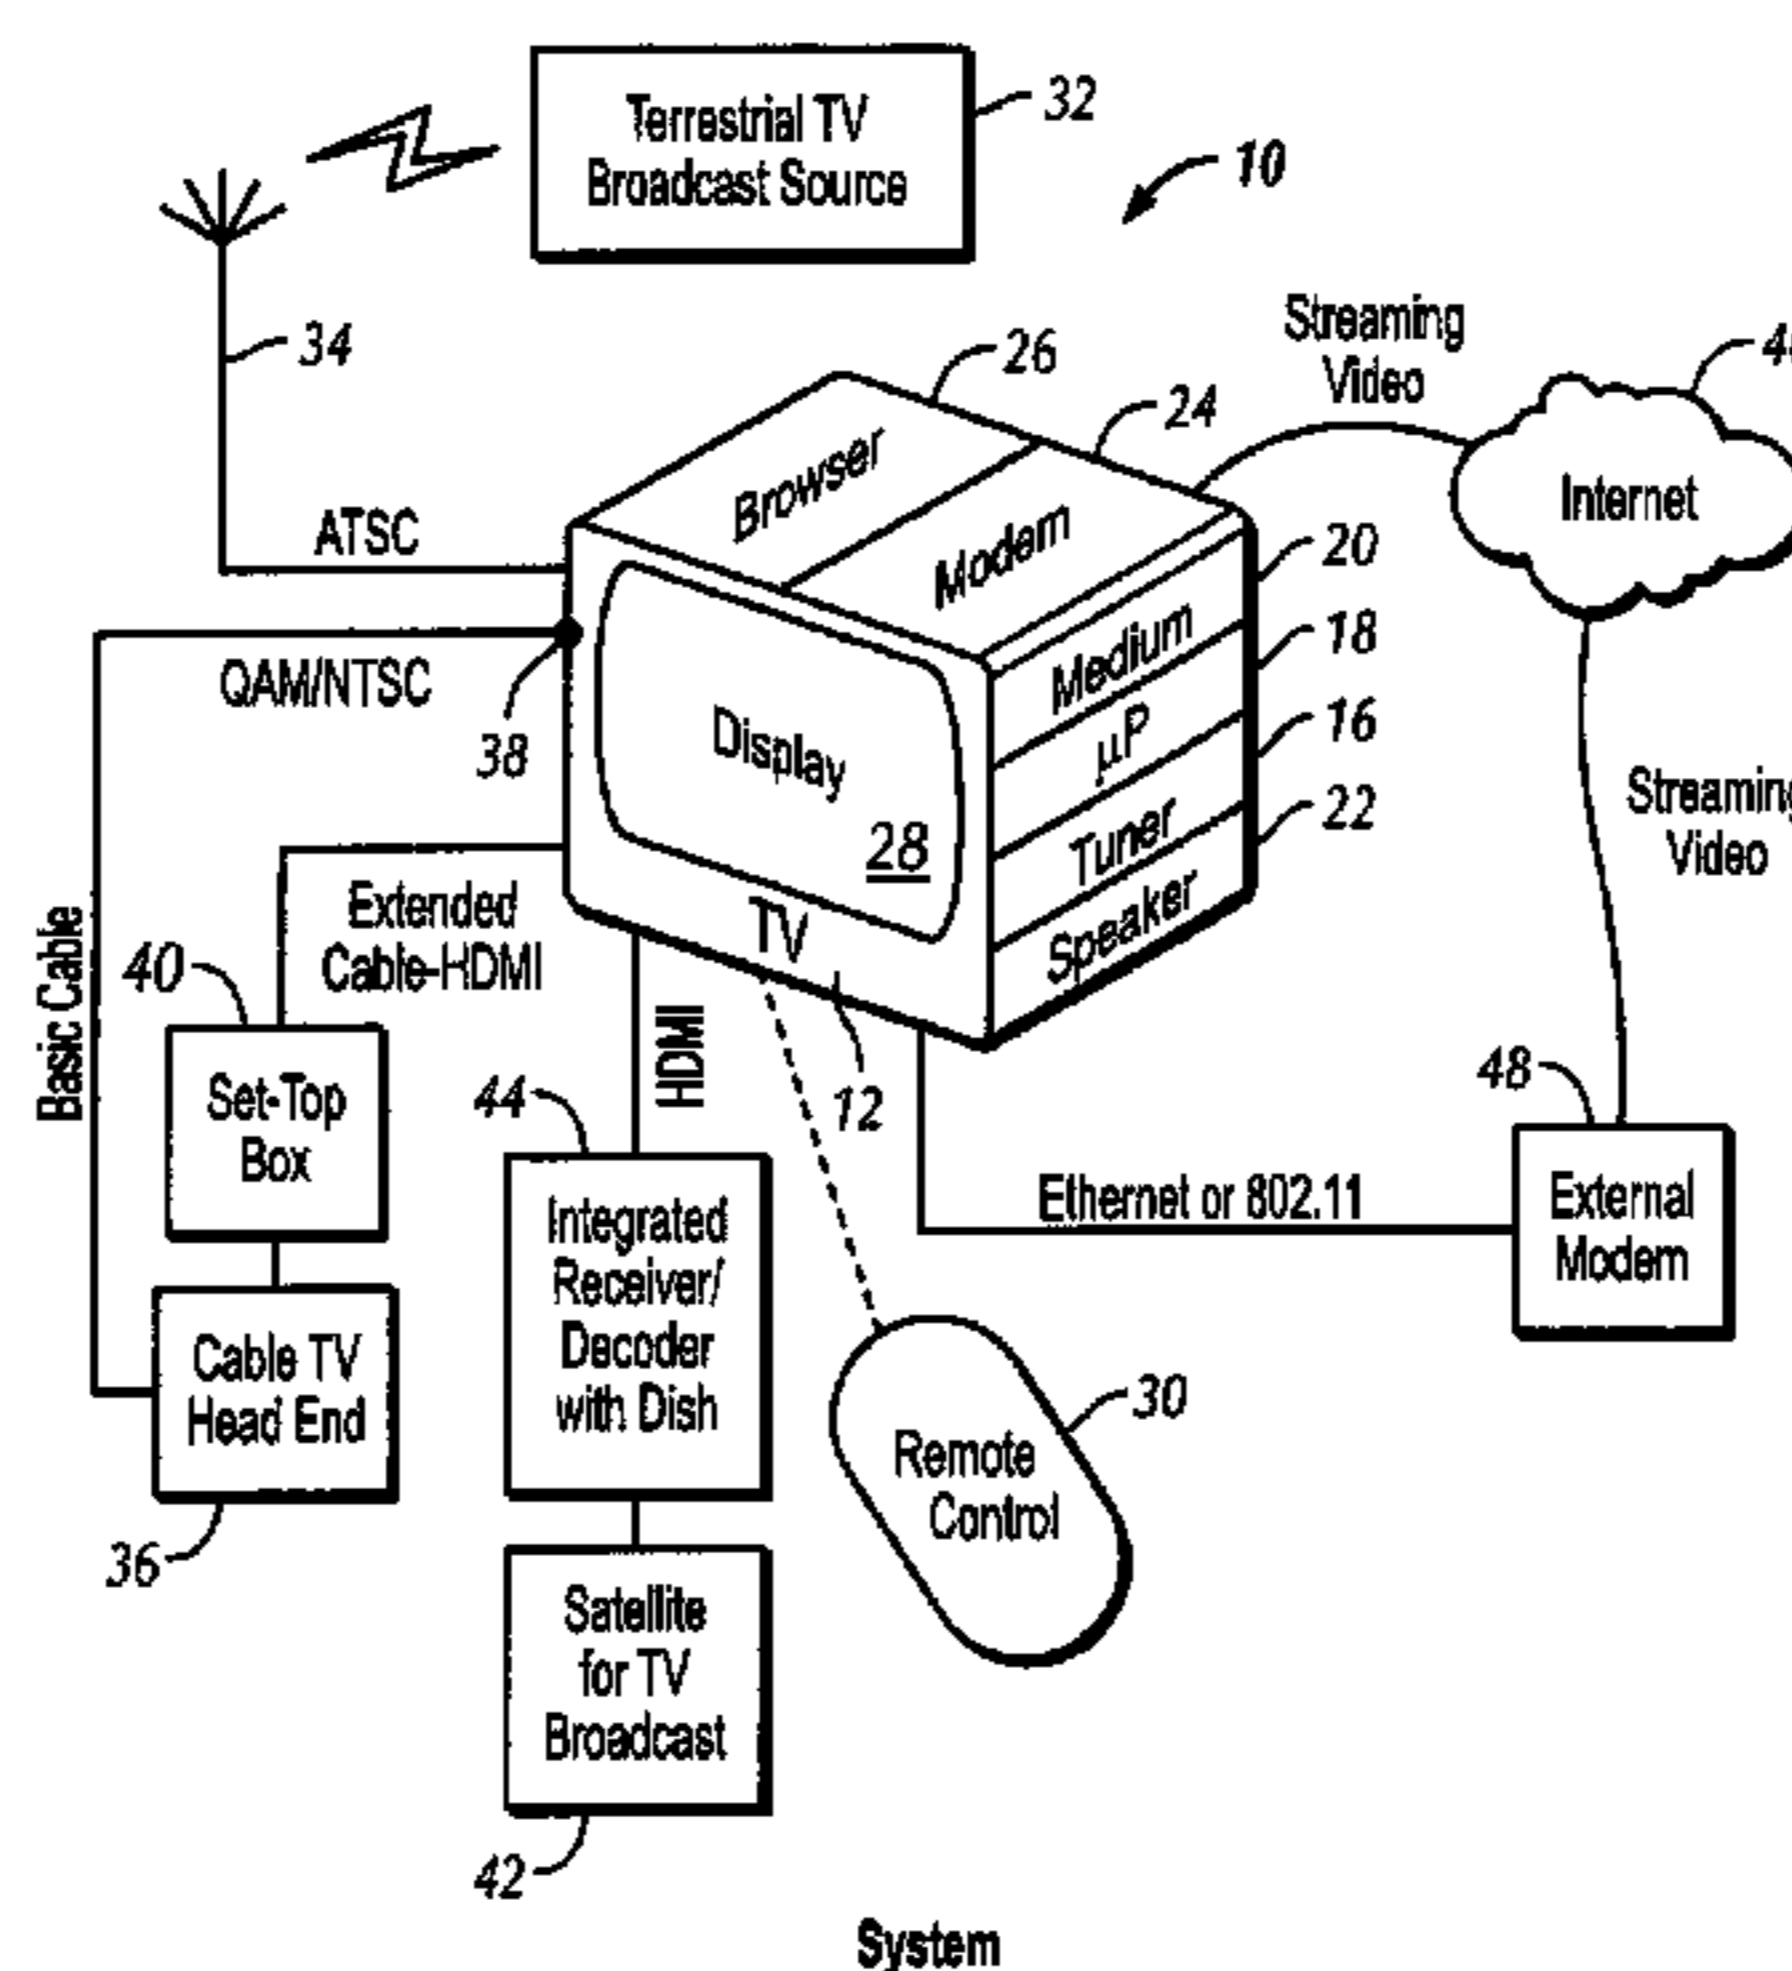 Terrestrial TV
Broadcast Source
32
10
34
26
24
Streaming
Video
Internet
Browser
Modem
ATSC
QAM/NTSC
38
Display
28
TV
12
Medium
μP
Tuner
Speaker
20
18
16
22
Streaming
Video
Basic Cable
Extended
Cable-HDMI
40
Set-Top
Box
Cable TV
Head End
36
HDMI
44
Integrated
Receiver/
Decoder
with Dish
Satellite
for TV
Broadcast
42
Ethernet or 802.11
48
External
Modem
30
Remote
Control
System